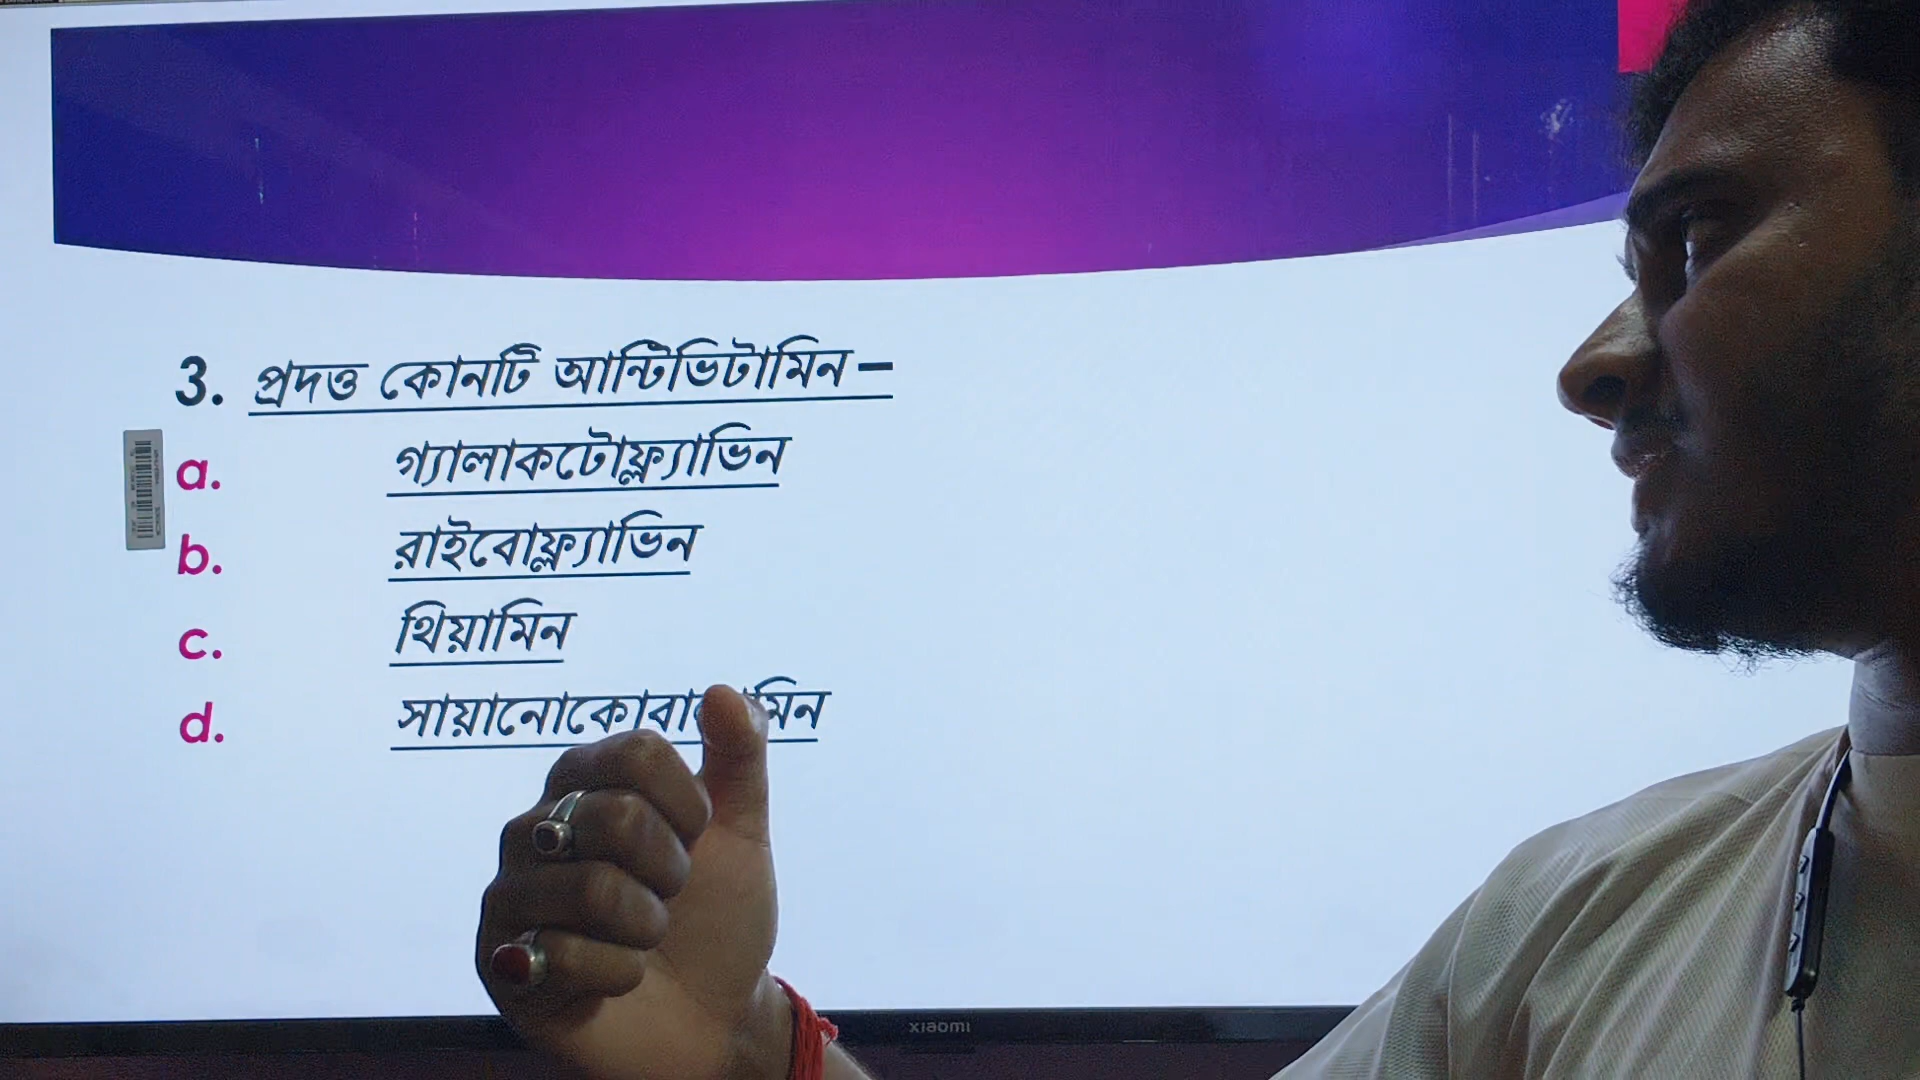 3. প্রদত্ত কোনটি আন্টিভিটামিন –
a. গ্যালাকটোফ্ল্যাভিন
b. রাইবোফ্ল্যাভিন
c. থিয়ামিন
d.
xiaomi